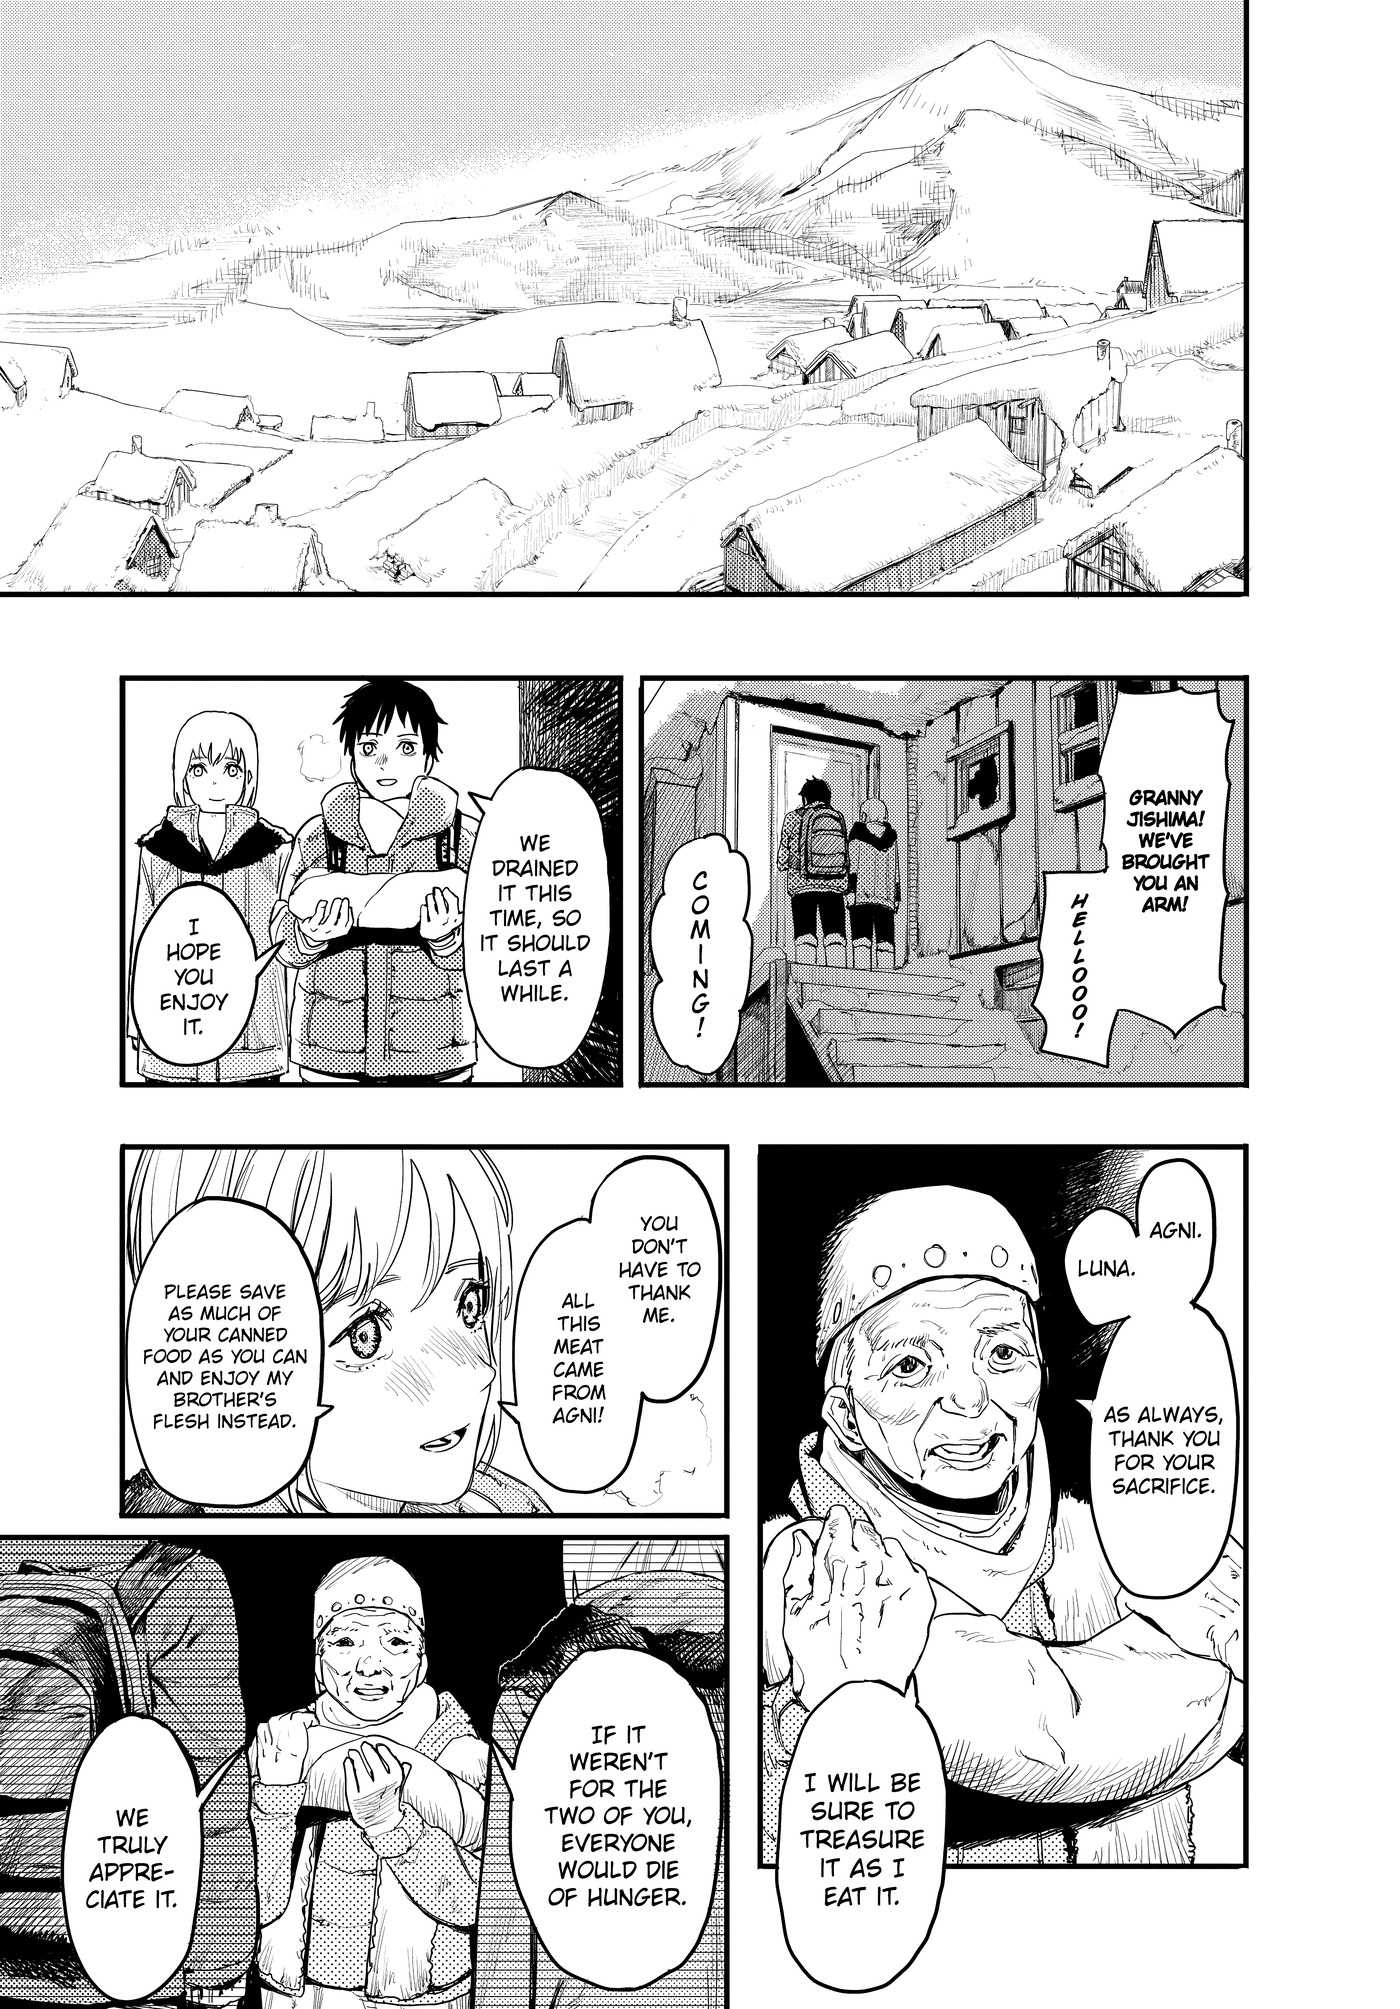 GRANNY
JISHIMA!
WE'VE
BROUGHT
YOU AN
ARM!
HELLOOO!
COMING!
WE
DRAINED
IT THIS
TIME, SO
IT SHOULD
LAST A
WHILE.
I
HOPE
YOU
ENJOY
IT.
AGNI.
LUNA.
AS ALWAYS,
THANK YOU
FOR YOUR
SACRIFICE.
I WILL BE
SURE TO
TREASURE
IT AS I
EAT IT.
YOU
DON'T
HAVE TO
THANK
ME.
ALL
THIS
MEAT
CAME
FROM
AGNI!
PLEASE SAVE
AS MUCH OF
YOUR CANNED
FOOD AS YOU CAN
AND ENJOY MY
BROTHER'S
FLESH INSTEAD.
IF IT
WEREN'T
FOR THE
TWO OF YOU,
EVERYONE
WOULD DIE
OF HUNGER.
WE
TRULY
APPRE-
CIATE IT.